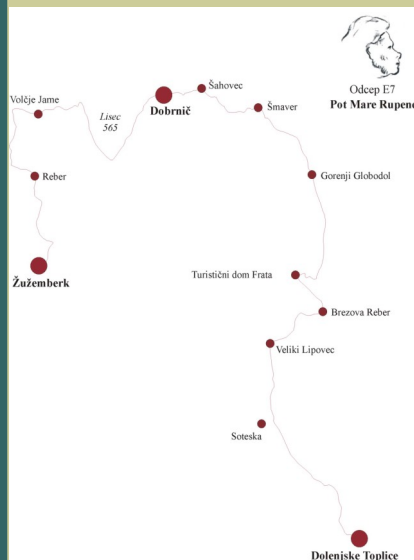 Odcep E7
Pot Mare Rupena
Šahovec
Volčje Jame
Dobrnič
Šmaver
Lisec
565
Reber
Gorenji Globodol
Turistični dom Frata
Žužemberk
Brezova Reber
Veliki Lipovec
Soteska
Dolenjske Toplice